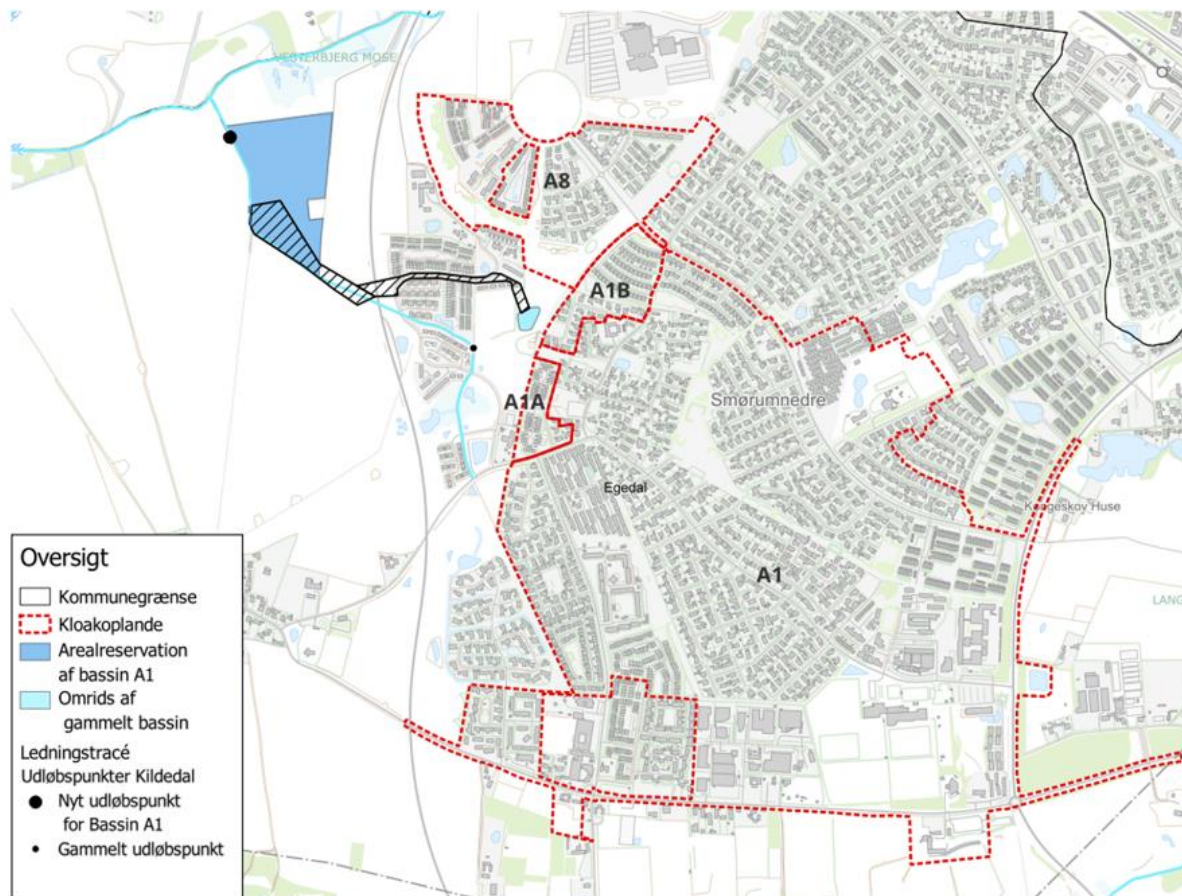 VESTERBJERG MOSE
A8
A1B
A1A
Smørumnedre
Egedal
Kongeskov Huse
A1
LANG
Oversigt
Kommunegrænse
Kloakoplande
Arealreservation
af bassin A1
Omrids af
gammelt bassin
Ledningstracé
Udløbspunkter Kildedal
Nyt udløbspunkt
for Bassin A1
Gammelt udløbspunkt